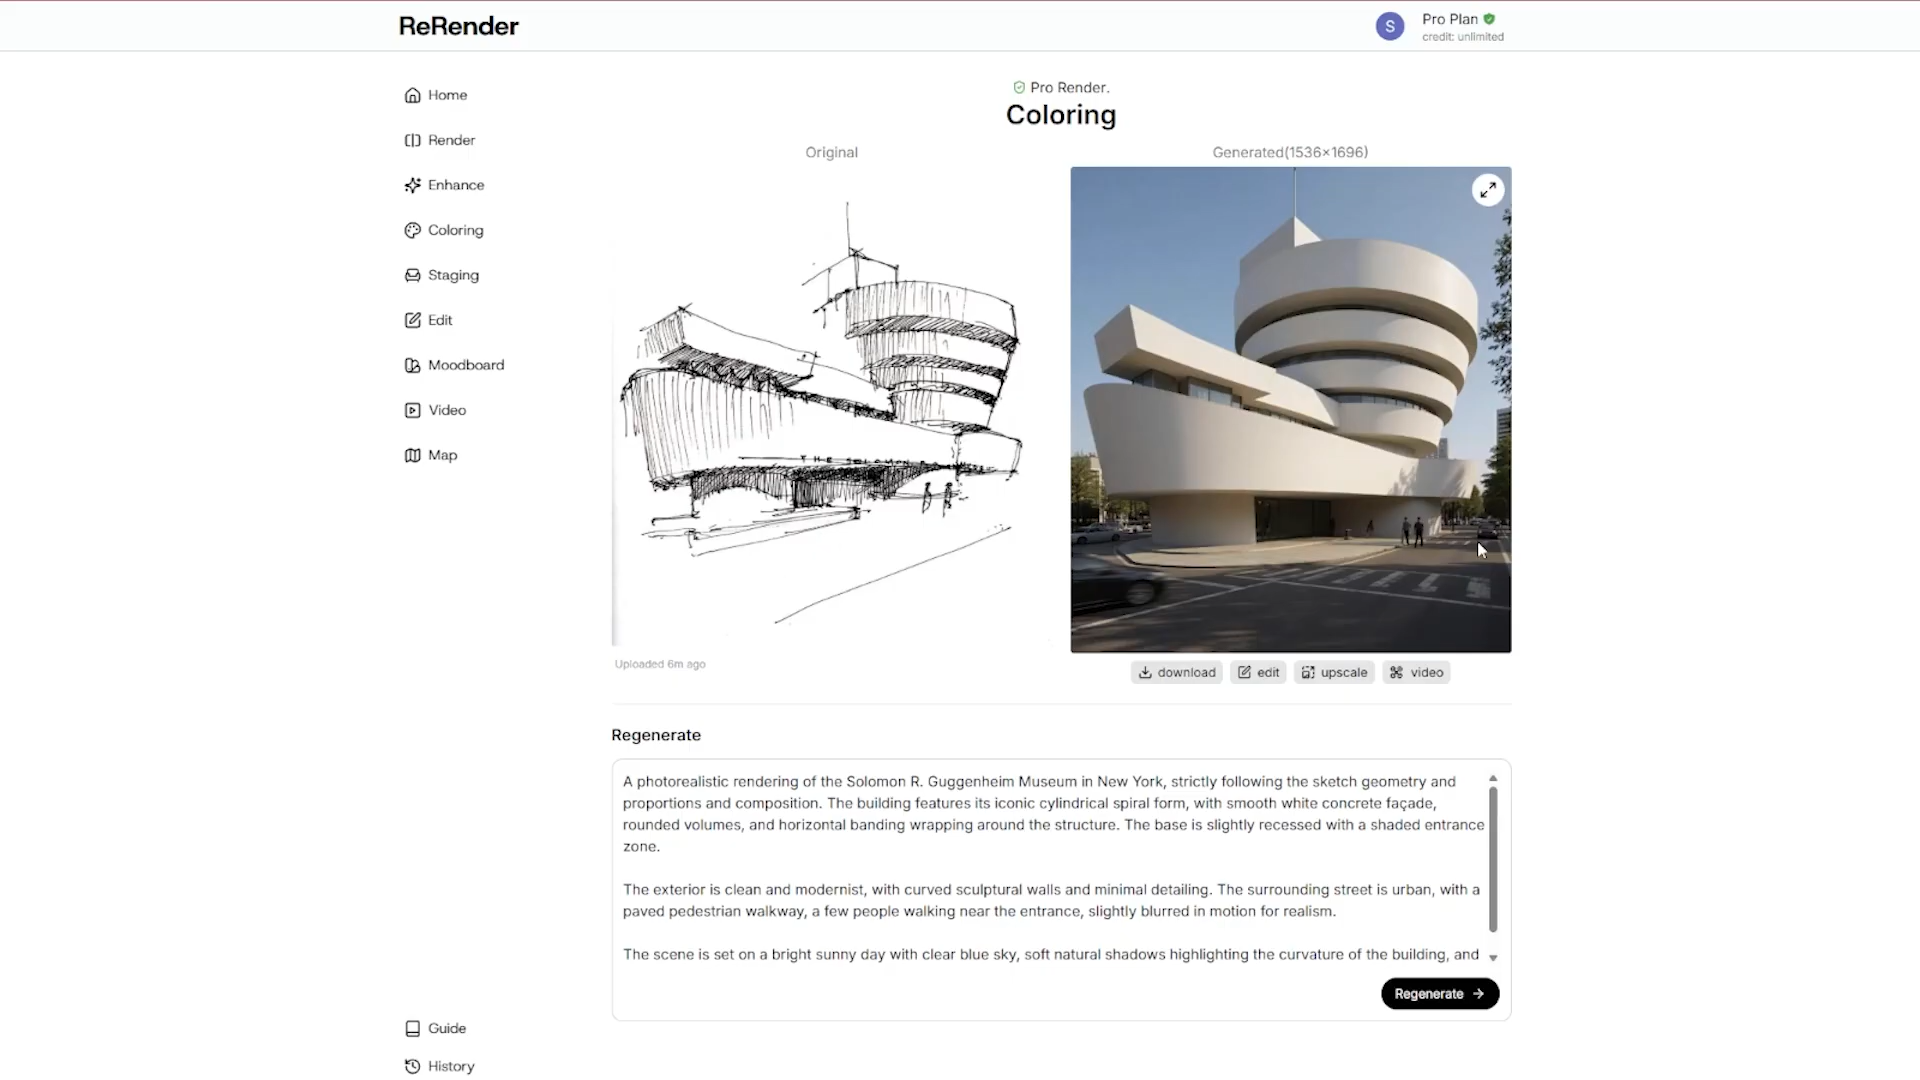 ReRender
S
Pro Plan
credit: unlimited
Home
Render
Enhance
Coloring
Staging
Edit
Moodboard
Video
Map
Guide
History
Pro Render.
Coloring
Original
Generated(1536×1696)
THE SOLOMON
Uploaded 6m ago
download
edit
upscale
video
Regenerate
A photorealistic rendering of the Solomon R. Guggenheim Museum in New York, strictly following the sketch geometry and
proportions and composition. The building features its iconic cylindrical spiral form, with smooth white concrete façade,
rounded volumes, and horizontal banding wrapping around the structure. The base is slightly recessed with a shaded entrance
zone.
The exterior is clean and modernist, with curved sculptural walls and minimal detailing. The surrounding street is urban, with a
paved pedestrian walkway, a few people walking near the entrance, slightly blurred in motion for realism.
The scene is set on a bright sunny day with clear blue sky, soft natural shadows highlighting the curvature of the building, and
Regenerate